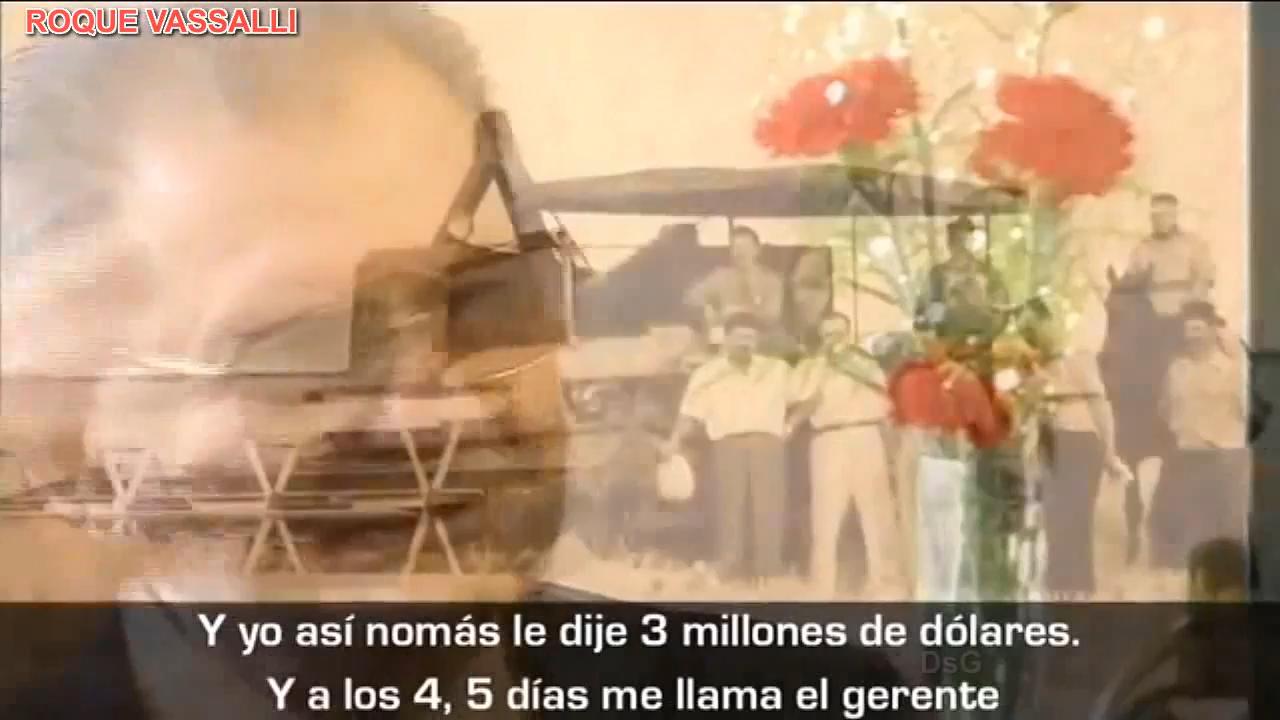 ROQUE VASSALLI
Y yo así nomás le dije 3 millones de dólares.
DsG
Y a los 4, 5 días me llama el gerente